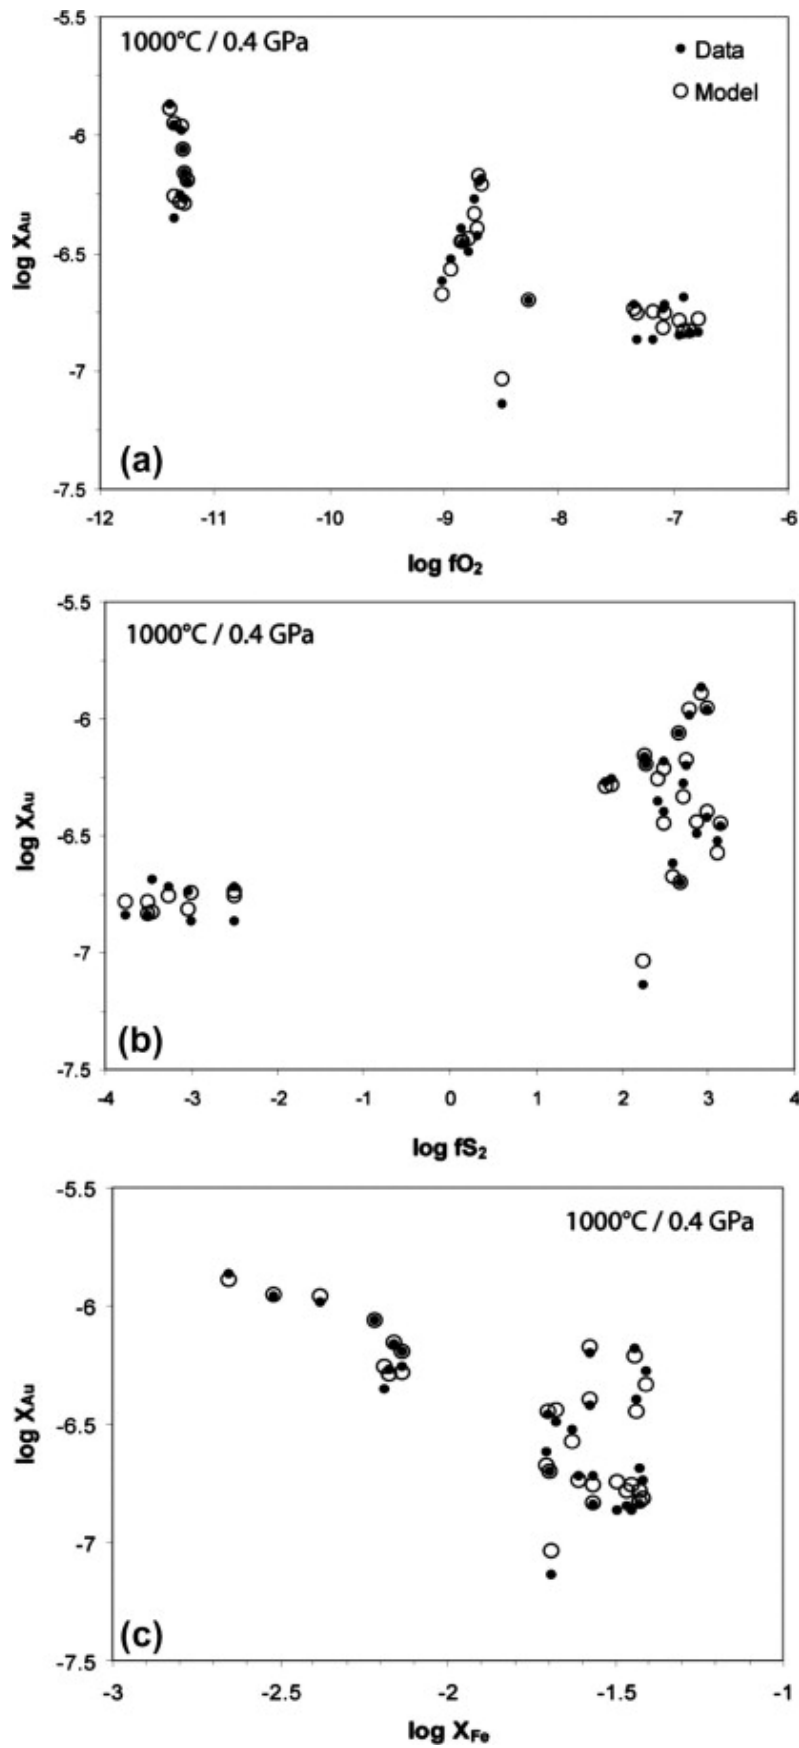 -5.5
1000°C / 0.4 GPa
Data
Model
-6
log XAu
-6.5
-7
(a)
-7.5
-12 -11 -10 -9 -8 -7 -6
log fO2
-5.5
1000°C / 0.4 GPa
-6
log XAu
-6.5
-7
(b)
-7.5
-4 -3 -2 -1 0 1 2 3 4
log fS2
-5.5
1000°C / 0.4 GPa
-6
log XAu
-6.5
-7
(c)
-7.5
-3 -2.5 -2 -1.5 -1
log XFe